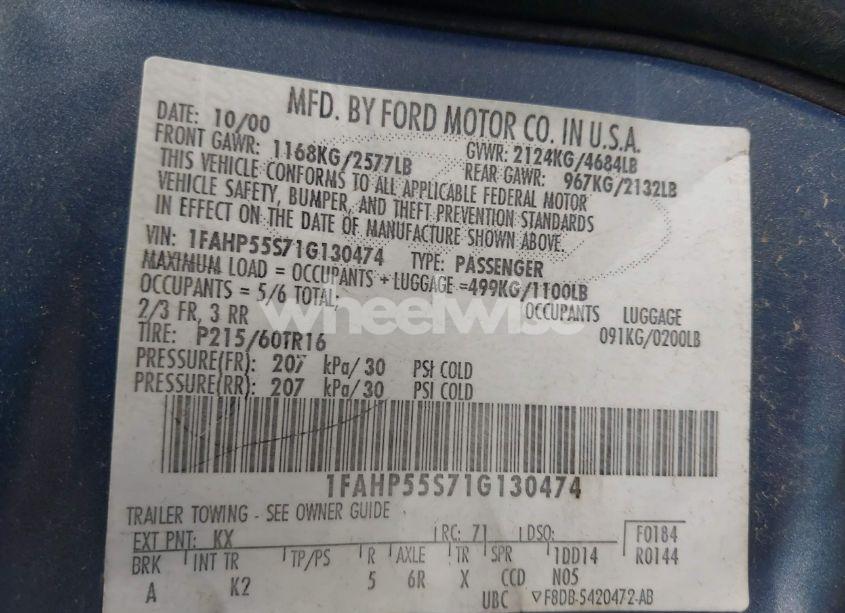 MFD. BY FORD MOTOR CO. IN U.S.A.
DATE: 10/00 GVWR: 2124KG/4684LB
FRONT GAWR: 1168KG/2577LB REAR GAWR: 967KG/2132LB
THIS VEHICLE CONFORMS TO ALL APPLICABLE FEDERAL MOTOR
VEHICLE SAFETY, BUMPER, AND THEFT PREVENTION STANDARDS
IN EFFECT ON THE DATE OF MANUFACTURE SHOWN ABOVE.
VIN: 1FAHP55S71G130474 TYPE: PASSENGER
MAXIMUM LOAD = OCCUPANTS + LUGGAGE =499KG/1100LB
OCCUPANTS = 5/6 TOTAL; OCCUPANTS LUGGAGE
2/3 FR, 3 RR 091KG/0200LB
wheelwise
TIRE: P215/60TR16
PRESSURE(FR): 207 kPa/ 30 PSI COLD
PRESSURE(RR): 207 kPa/ 30 PSI COLD
1FAHP55S71G130474
TRAILER TOWING - SEE OWNER GUIDE
EXT PNT: KX RC: 71 DSO: F0184
BRK INT TR TP/PS R AXLE TR SPR 1DD14 R0144
A K2 5 6R X CCD N05
UBC F8DB-5420472-AB